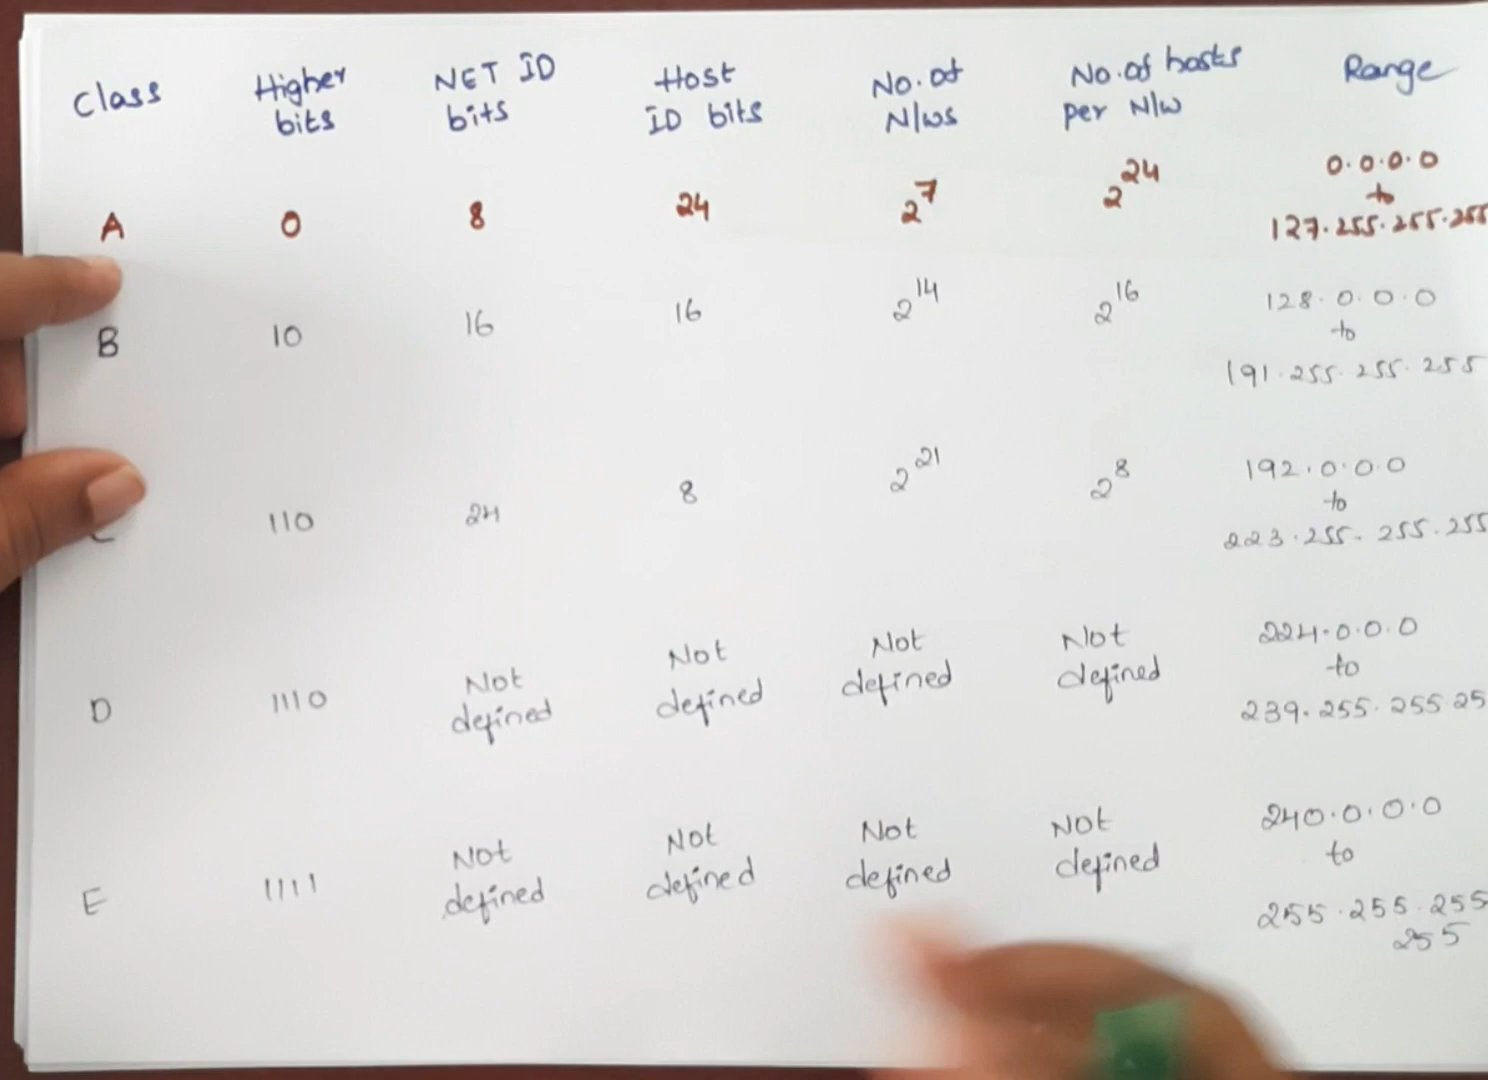 Class Higher bits NET ID bits Host ID bits No. of N/ws No. of hosts per N/w Range
A 0 8 24 2^7 2^24 0.0.0.0 to 127.255.255.255
B 10 16 16 2^14 2^16 128.0.0.0 to 191.255.255.255
110 24 8 2^21 2^8 192.0.0.0 to 223.255.255.255
D 1110 Not defined Not defined Not defined Not defined 224.0.0.0 to 239.255.255.25
E 1111 Not defined Not defined Not defined Not defined 240.0.0.0 to 255.255.255 255